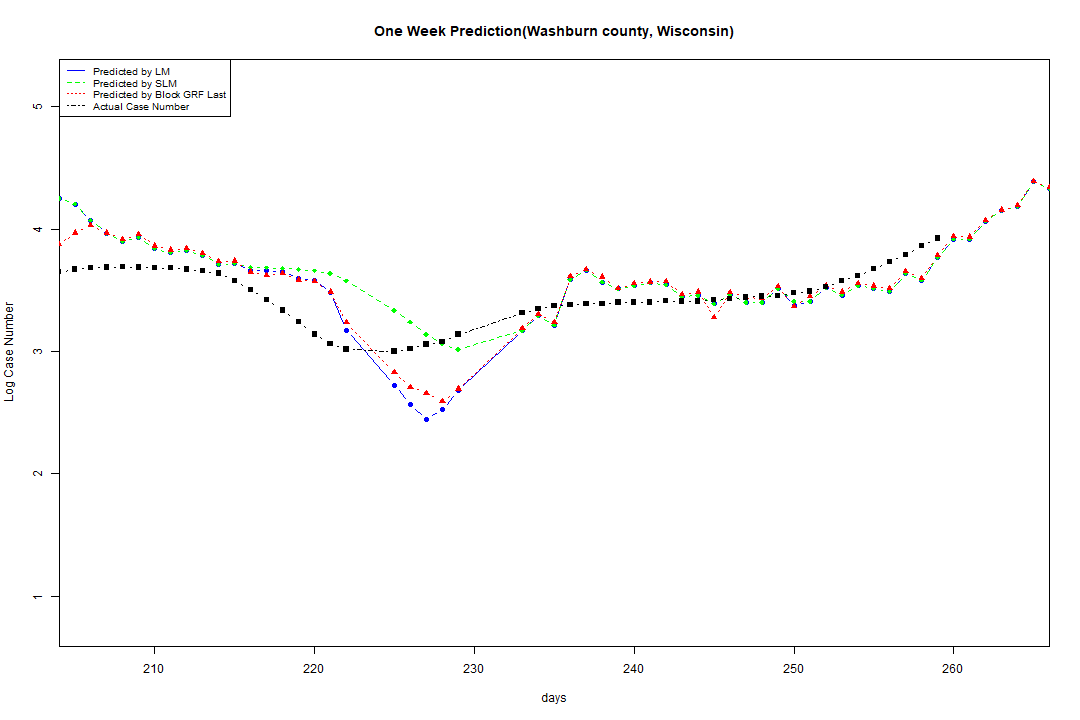 One Week Prediction(Washburn county, Wisconsin)
Predicted by LM
Predicted by SLM
Predicted by Block GRF Last
Actual Case Number
5
4
3
2
1
Log Case Number
210 220 230 240 250 260
days